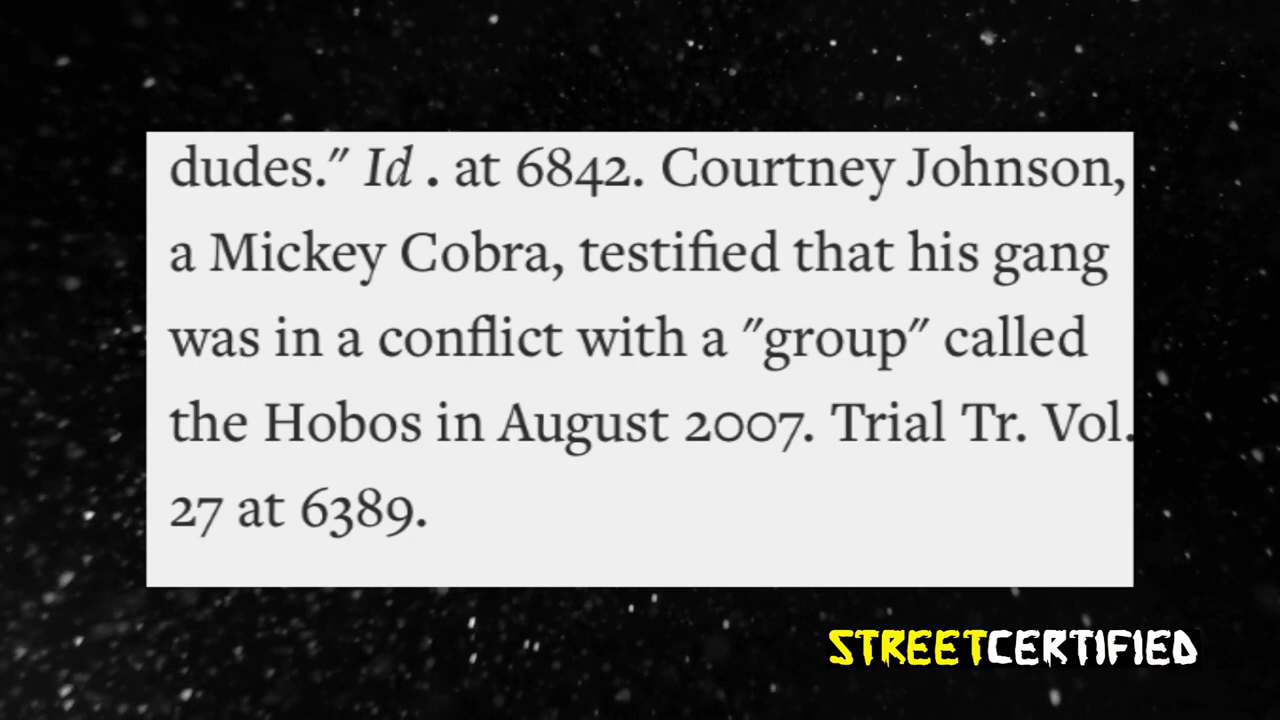 dudes." Id . at 6842. Courtney Johnson,
a Mickey Cobra, testified that his gang
was in a conflict with a "group" called
the Hobos in August 2007. Trial Tr. Vol.
27 at 6389.
STREETCERTIFIED